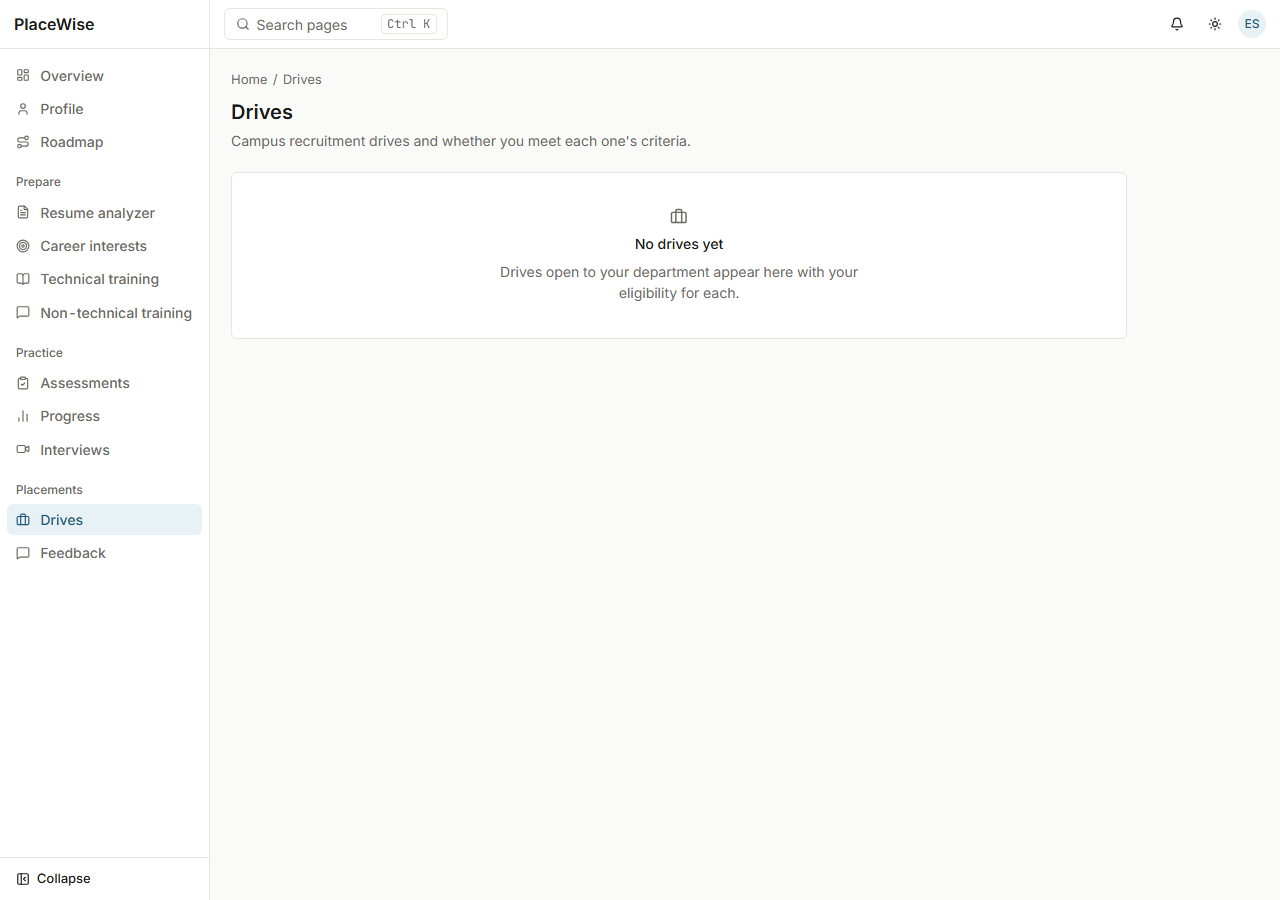 PlaceWise
Search pages
Ctrl K
ES
Overview
Profile
Roadmap
Prepare
Resume analyzer
Career interests
Technical training
Non-technical training
Practice
Assessments
Progress
Interviews
Placements
Drives
Feedback
Collapse
Home / Drives
Drives
Campus recruitment drives and whether you meet each one's criteria.
No drives yet
Drives open to your department appear here with your
eligibility for each.